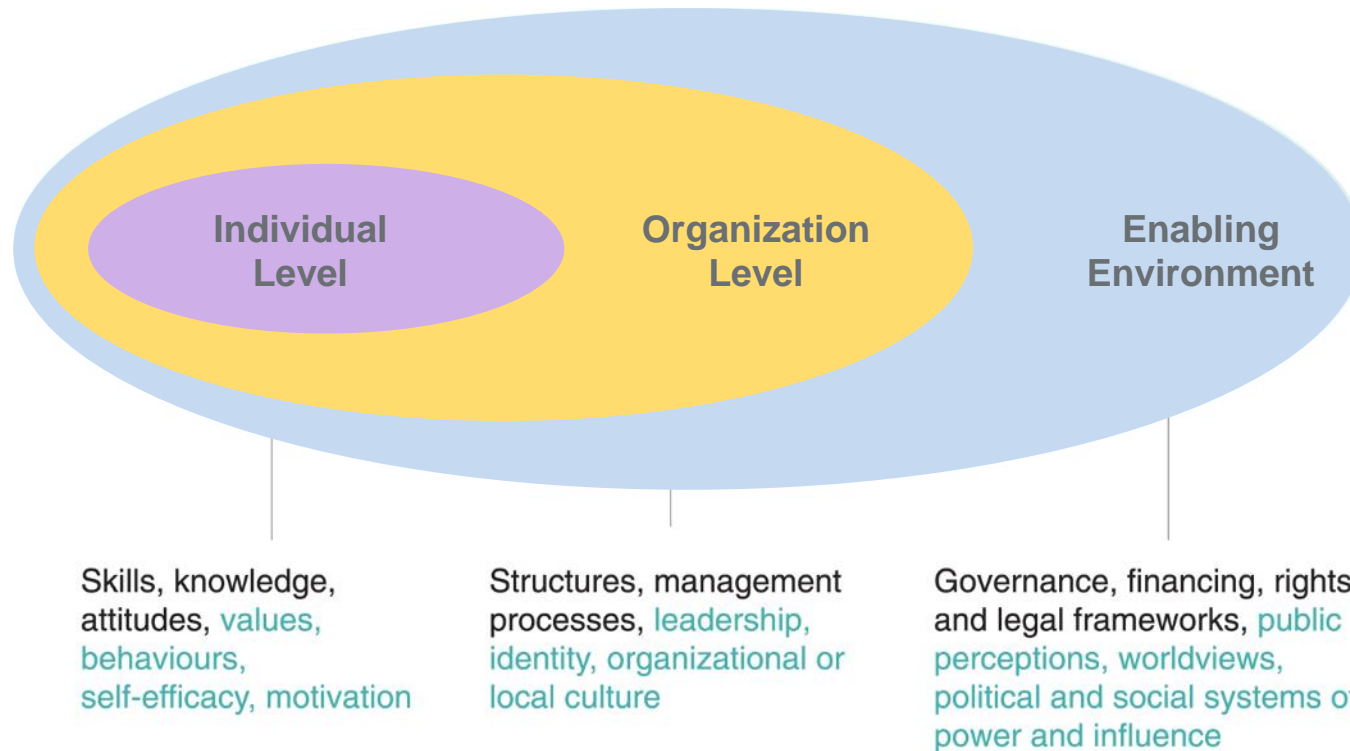 Individual
Level
Organization
Level
Enabling
Environment
Skills, knowledge,
attitudes, values,
behaviours,
self-efficacy, motivation
Structures, management
processes, leadership,
identity, organizational or
local culture
Governance, financing, rights
and legal frameworks, public
perceptions, worldviews,
political and social systems of
power and influence